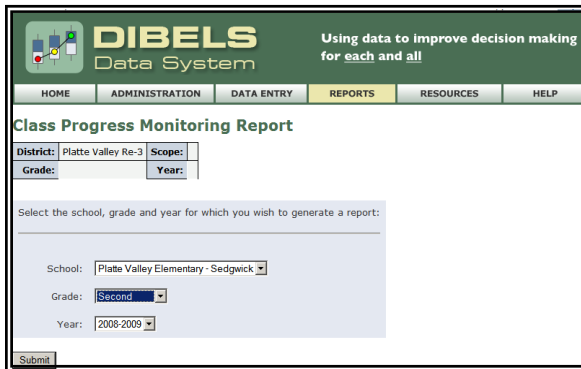 DIBELS
Data System
Using data to improve decision making
for each and all
HOME ADMINISTRATION DATA ENTRY REPORTS RESOURCES HELP
Class Progress Monitoring Report
District: Platte Valley Re-3 Scope:
Grade: Year:
Select the school, grade and year for which you wish to generate a report:
School: Platte Valley Elementary - Sedgwick
Grade: Second
Year: 2008-2009
Submit